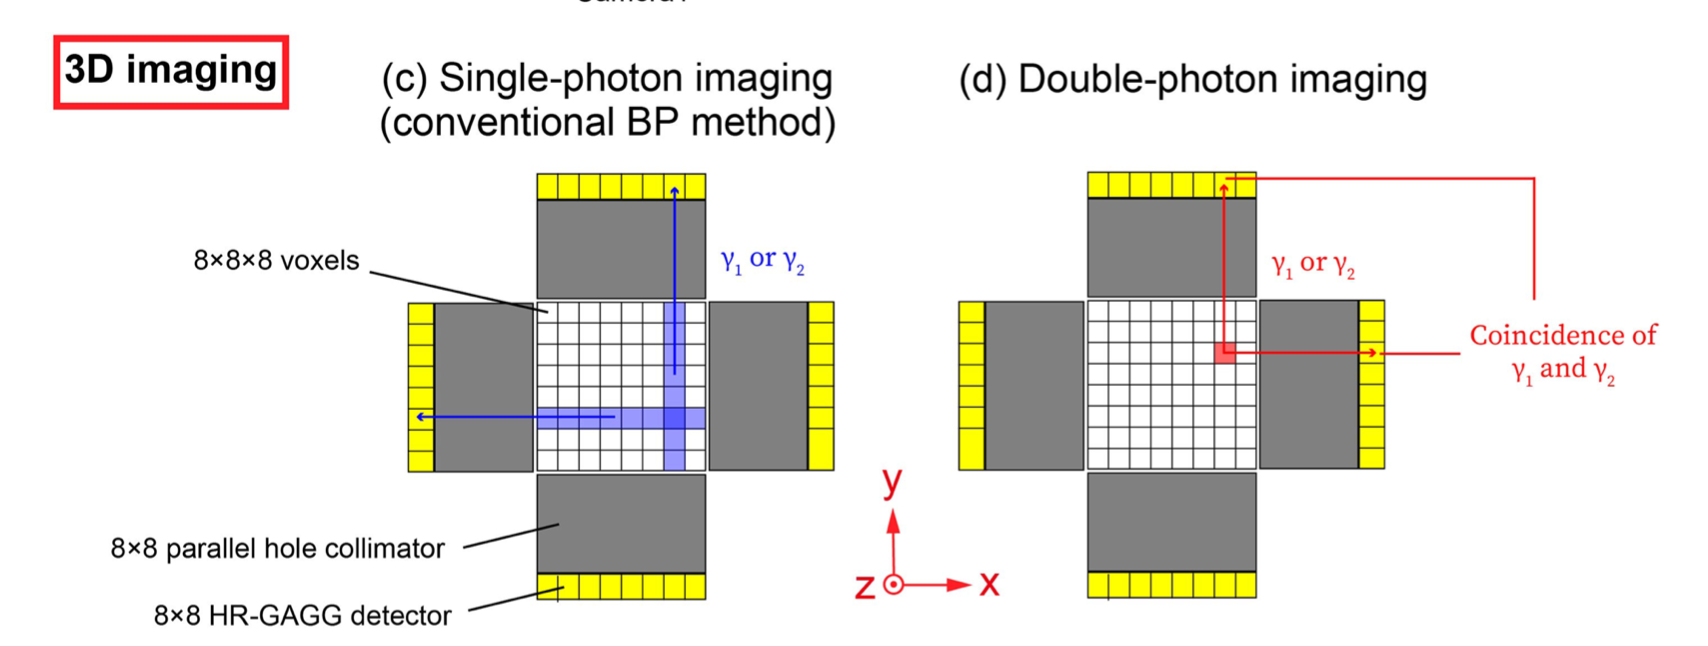 3D imaging
(c) Single-photon imaging
(conventional BP method)
(d) Double-photon imaging
8×8×8 voxels
γ₁ or γ₂
γ₁ or γ₂
Coincidence of
γ₁ and γ₂
8×8 parallel hole collimator
8×8 HR-GAGG detector
y
z
x